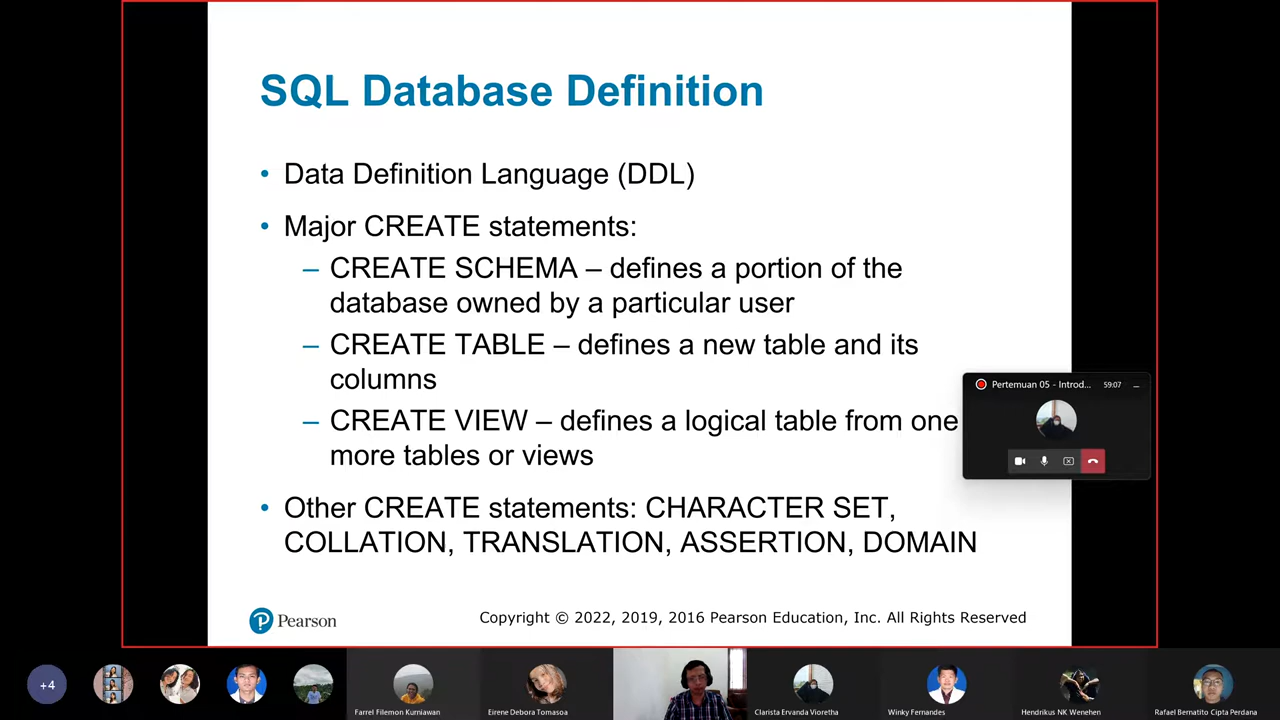 SQL Database Definition
• Data Definition Language (DDL)
• Major CREATE statements:
– CREATE SCHEMA – defines a portion of the
database owned by a particular user
– CREATE TABLE – defines a new table and its
columns
– CREATE VIEW – defines a logical table from one
more tables or views
• Other CREATE statements: CHARACTER SET,
COLLATION, TRANSLATION, ASSERTION, DOMAIN
Pertemuan 05 - Introd... 59:07
Pearson
Copyright © 2022, 2019, 2016 Pearson Education, Inc. All Rights Reserved
+4
Farrel Filemon Kurniawan
Eirene Debora Tomasoa
Clarista Ervanda Vioretha
Winky Fernandes
Hendrikus NK Wenehen
Rafael Bernatito Cipta Perdana